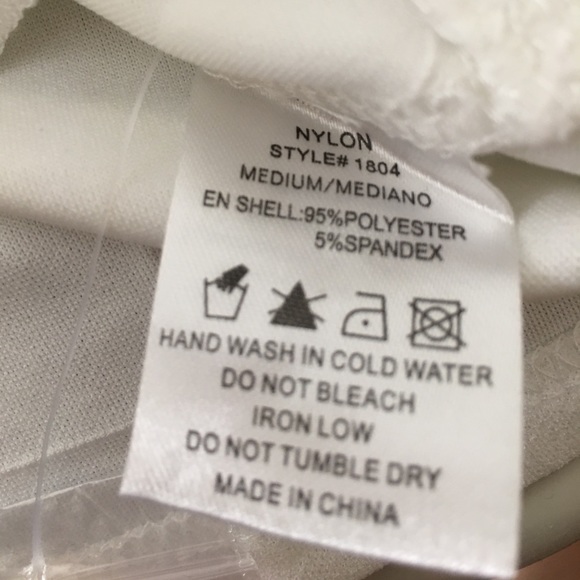 NYLON
STYLE# 1804
MEDIUM/MEDIANO
EN SHELL:95%POLYESTER
5%SPANDEX
HAND WASH IN COLD WATER
DO NOT BLEACH
IRON LOW
DO NOT TUMBLE DRY
MADE IN CHINA